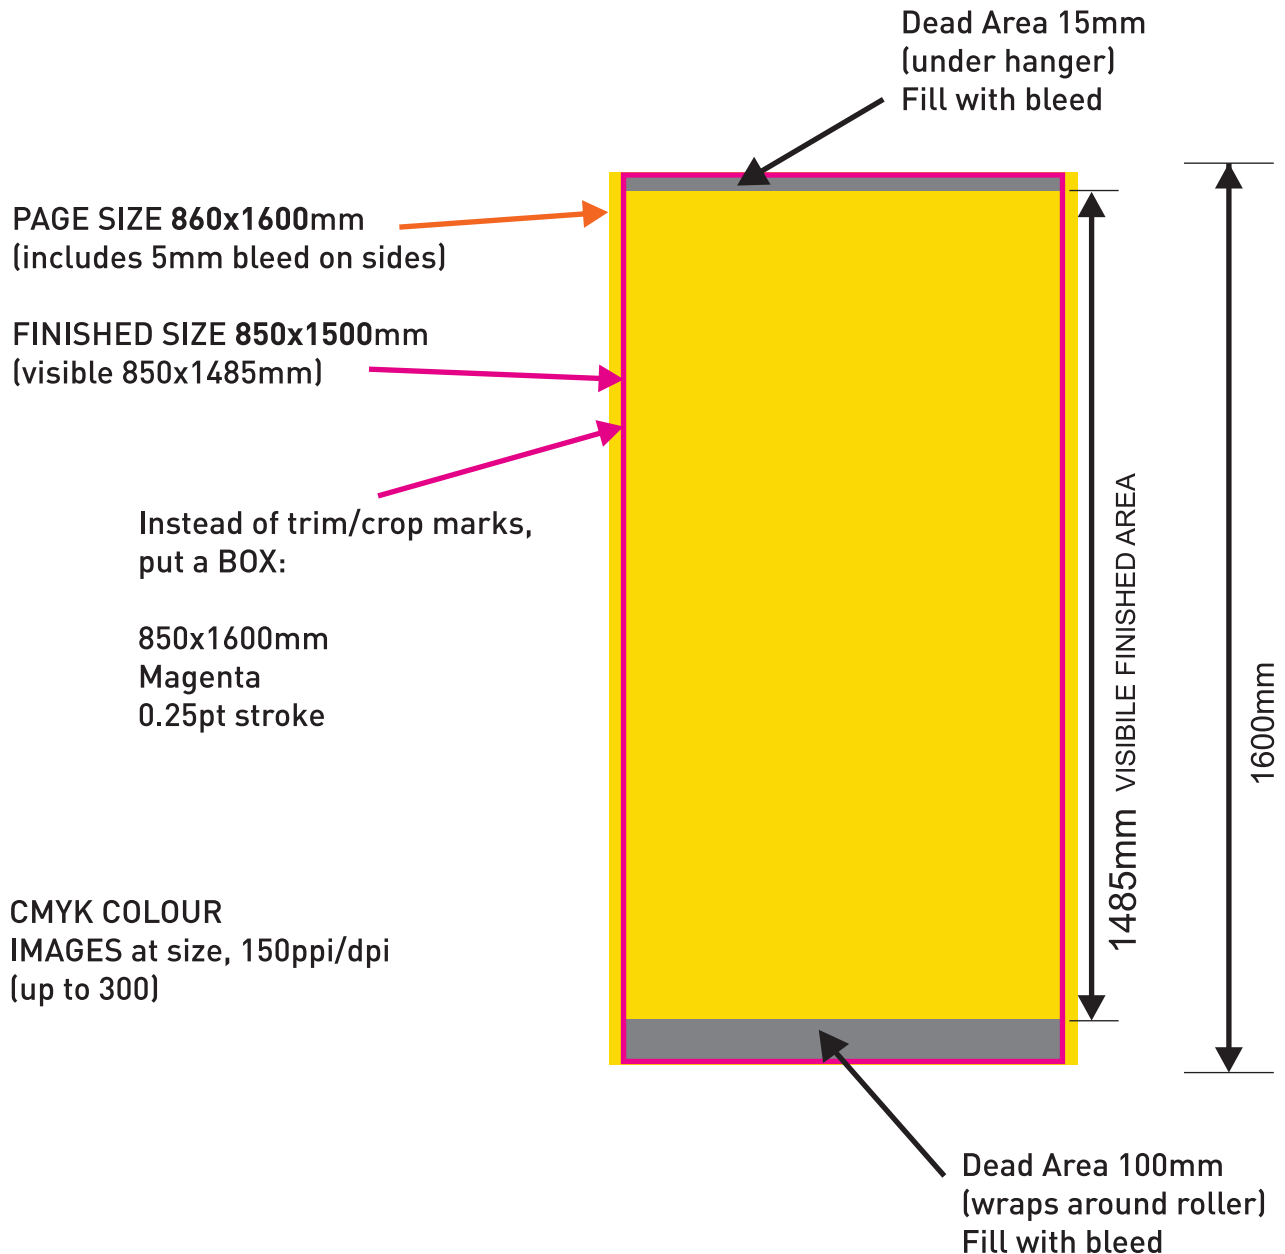 Dead Area 15mm
(under hanger)
Fill with bleed
PAGE SIZE 860x1600mm
(includes 5mm bleed on sides)
FINISHED SIZE 850x1500mm
(visible 850x1485mm)
Instead of trim/crop marks,
put a BOX:
850x1600mm
Magenta
0.25pt stroke
CMYK COLOUR
IMAGES at size, 150ppi/dpi
(up to 300)
1485mm VISIBILE FINISHED AREA
1600mm
Dead Area 100mm
(wraps around roller)
Fill with bleed